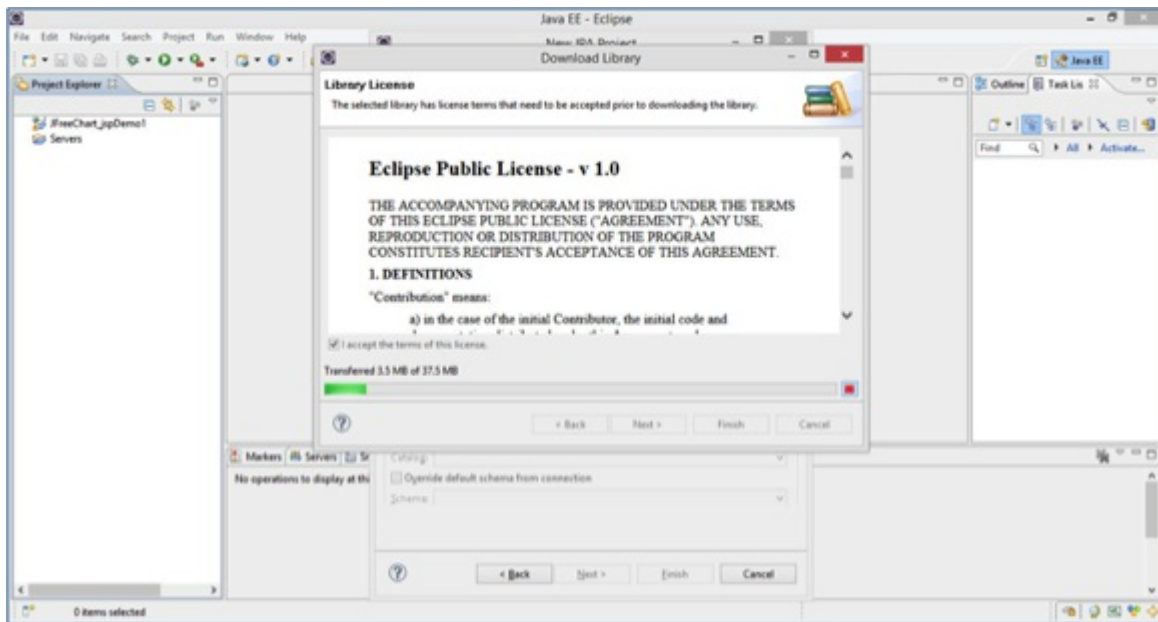 Java EE - Eclipse
File Edit Navigate Search Project Run Window Help
New JPA Project
Download Library
Java EE
Project Explorer
Outline Task Lis
Library License
The selected library has license terms that need to be accepted prior to downloading the library.
JFreeChart_jspDemo1
Servers
Find All Activate...
Eclipse Public License - v 1.0
THE ACCOMPANYING PROGRAM IS PROVIDED UNDER THE TERMS
OF THIS ECLIPSE PUBLIC LICENSE ("AGREEMENT"). ANY USE,
REPRODUCTION OR DISTRIBUTION OF THE PROGRAM
CONSTITUTES RECIPIENT'S ACCEPTANCE OF THIS AGREEMENT.
1. DEFINITIONS
"Contribution" means:
a) in the case of the initial Contributor, the initial code and
I accept the terms of this license.
Transferred 3.5 MB of 37.5 MB
< Back Next > Finish Cancel
Markers Servers
Catalog:
No operations to display at thi
Override default schema from connection
Schema:
< Back Next > Finish Cancel
0 items selected